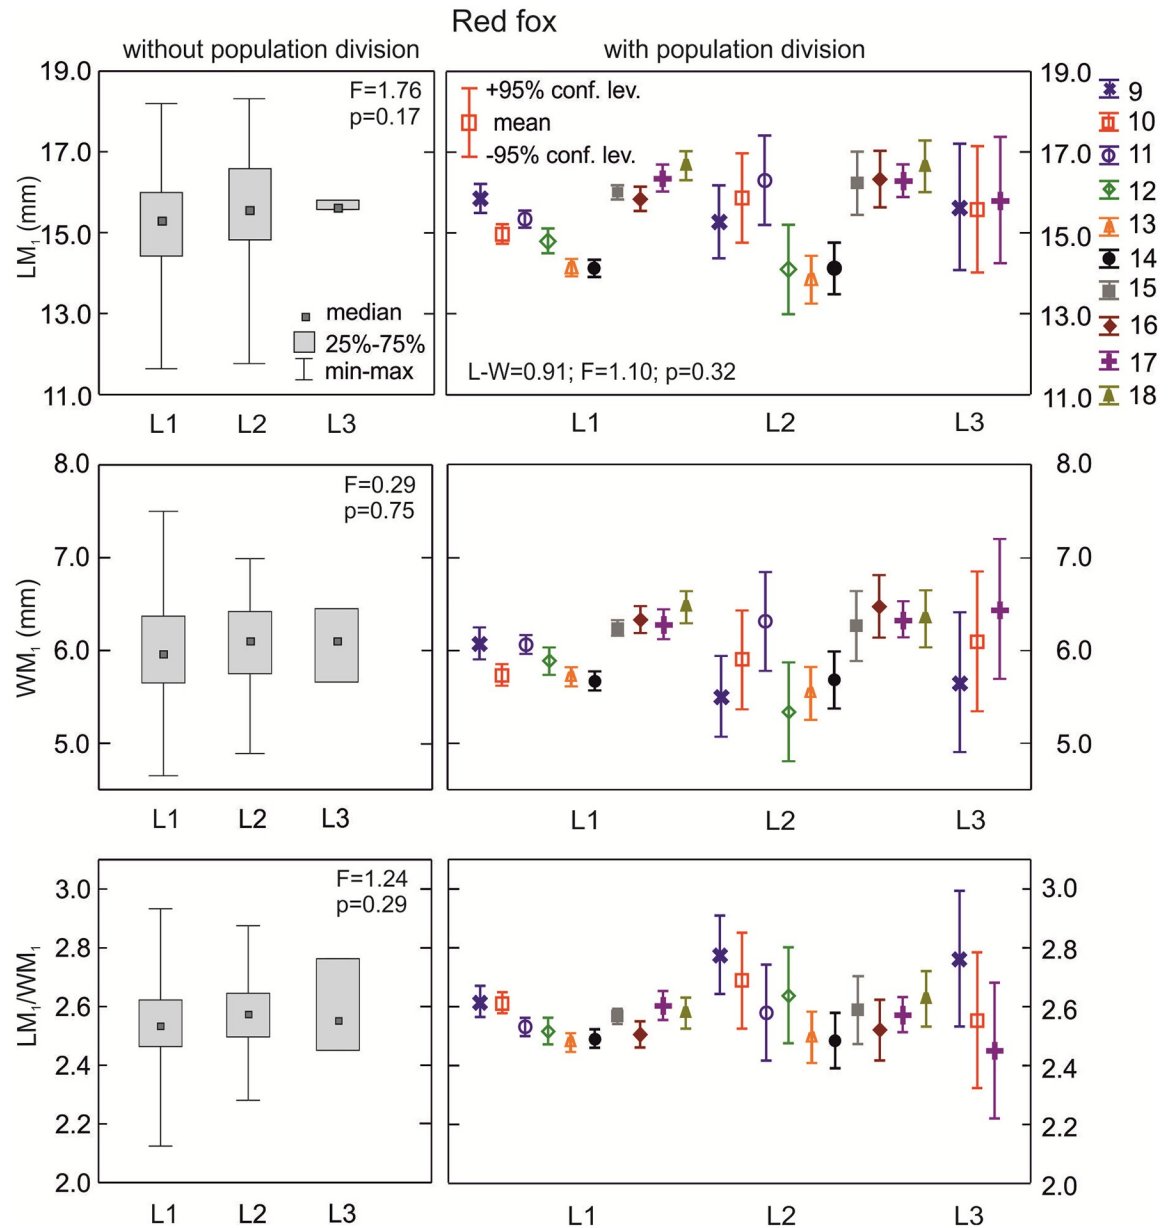 Red fox
without population division
with population division
LM₁ (mm)
19.0
17.0
15.0
13.0
11.0
F=1.76
p=0.17
median
25%-75%
min-max
L1 L2 L3
+95% conf. lev.
mean
-95% conf. lev.
L-W=0.91; F=1.10; p=0.32
L1 L2 L3
19.0
17.0
15.0
13.0
11.0
9
10
11
12
13
14
15
16
17
18
WM₁ (mm)
8.0
7.0
6.0
5.0
F=0.29
p=0.75
L1 L2 L3
L1 L2 L3
8.0
7.0
6.0
5.0
LM₁/WM₁
3.0
2.8
2.6
2.4
2.2
2.0
F=1.24
p=0.29
L1 L2 L3
L1 L2 L3
3.0
2.8
2.6
2.4
2.2
2.0